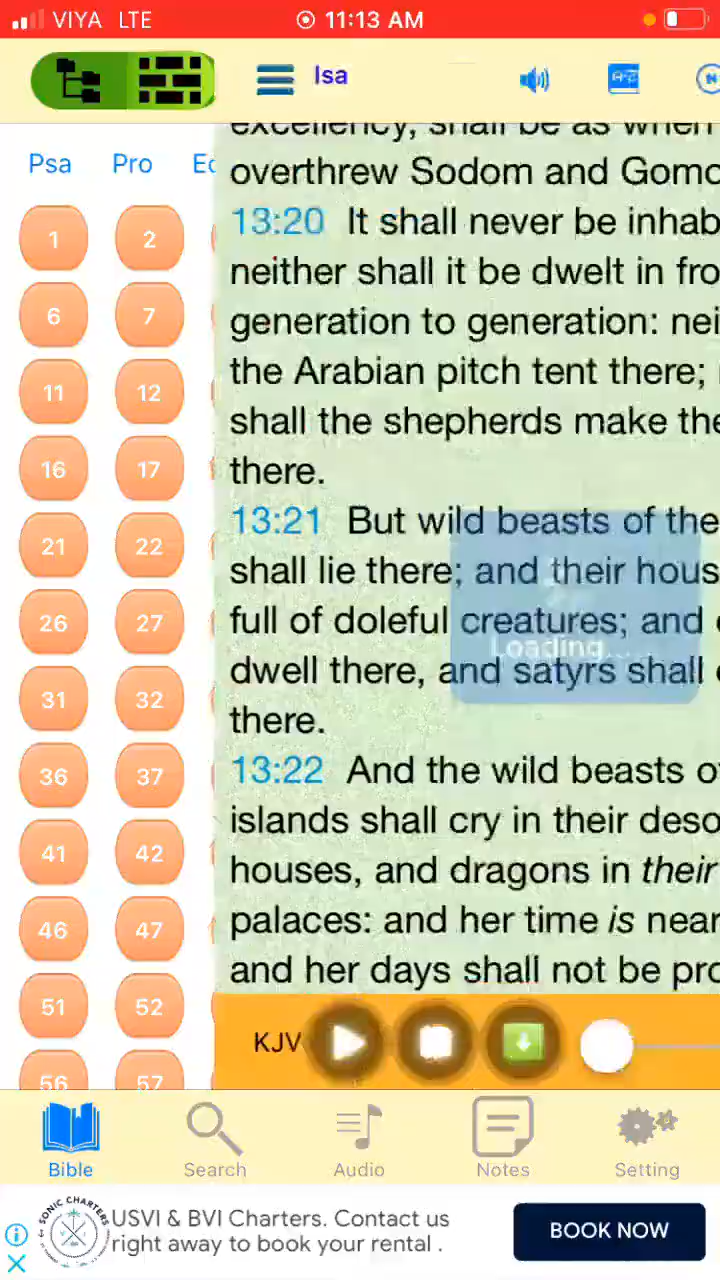 VIYA LTE 11:13 AM
Isa
Psa Pro
overthrew Sodom and Gomo
13:20 It shall never be inhab
neither shall it be dwelt in fro
generation to generation: nei
the Arabian pitch tent there;
shall the shepherds make the
there.
13:21 But wild beasts of the
shall lie there; and their hous
full of doleful creatures; and
dwell there, and satyrs shall
there.
13:22 And the wild beasts o
islands shall cry in their deso
houses, and dragons in their
palaces: and her time is near
and her days shall not be pro
Loading......
1 2
6 7
11 12
16 17
21 22
26 27
31 32
36 37
41 42
46 47
51 52
56 57
KJV
Bible Search Audio Notes Setting
SONIC CHARTERS
USVI & BVI Charters. Contact us
right away to book your rental .
BOOK NOW